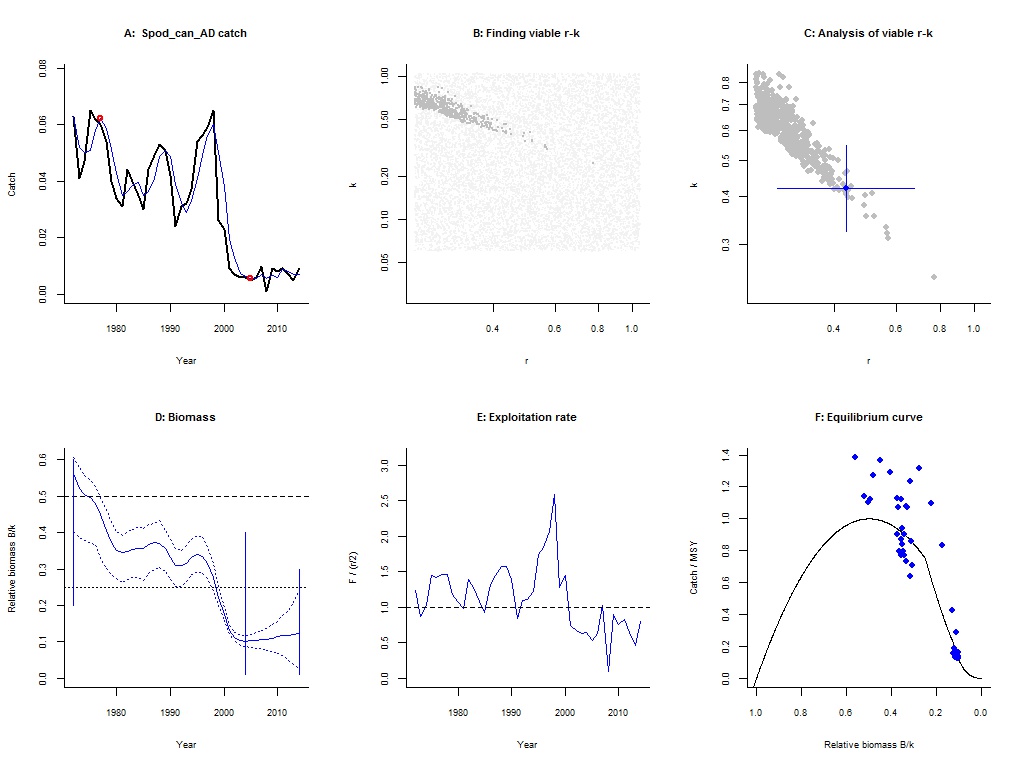 A: Spod_can_AD catch
Catch
0.00 0.02 0.04 0.06 0.08
1980 1990 2000 2010
Year
B: Finding viable r-k
k
0.05 0.10 0.20 0.50 1.00
0.4 0.6 0.8 1.0
r
C: Analysis of viable r-k
k
0.3 0.4 0.5 0.6 0.7 0.8
0.4 0.6 0.8 1.0
r
D: Biomass
Relative biomass B/k
0.0 0.1 0.2 0.3 0.4 0.5 0.6
1980 1990 2000 2010
Year
E: Exploitation rate
F / (r/2)
0.0 0.5 1.0 1.5 2.0 2.5 3.0
1980 1990 2000 2010
Year
F: Equilibrium curve
Catch / MSY
0.0 0.2 0.4 0.6 0.8 1.0 1.2 1.4
1.0 0.8 0.6 0.4 0.2 0.0
Relative biomass B/k